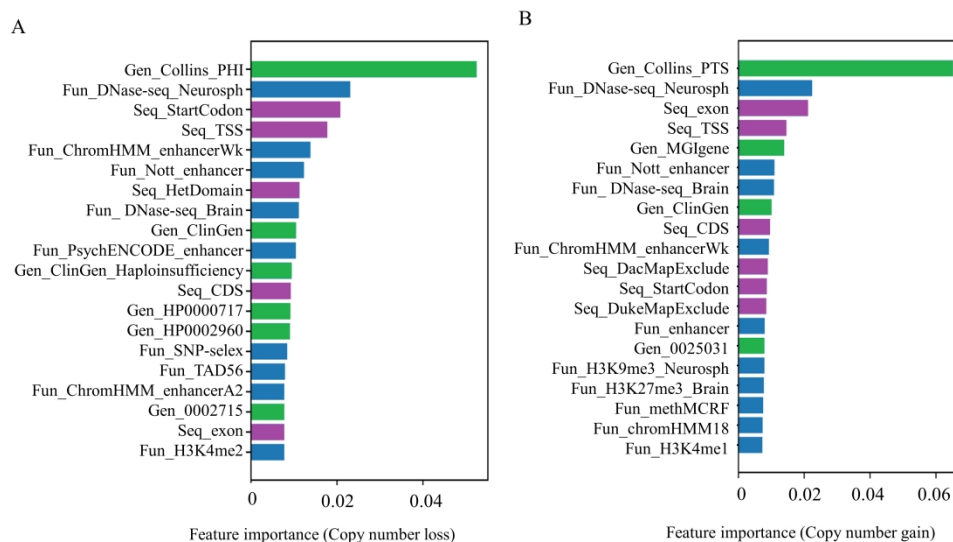 A
Gen_Collins_PHI
Fun_DNase-seq_Neurosph
Seq_StartCodon
Seq_TSS
Fun_ChromHMM_enhancerWk
Fun_Nott_enhancer
Seq_HetDomain
Fun_ DNase-seq_Brain
Gen_ClinGen
Fun_PsychENCODE_enhancer
Gen_ClinGen_Haploinsufficiency
Seq_CDS
Gen_HP0000717
Gen_HP0002960
Fun_SNP-selex
Fun_TAD56
Fun_ChromHMM_enhancerA2
Gen_0002715
Seq_exon
Fun_H3K4me2
0 0.02 0.04
Feature importance (Copy number loss)
B
Gen_Collins_PTS
Fun_DNase-seq_Neurosph
Seq_exon
Seq_TSS
Gen_MGIgene
Fun_Nott_enhancer
Fun_ DNase-seq_Brain
Gen_ClinGen
Seq_CDS
Fun_ChromHMM_enhancerWk
Seq_DacMapExclude
Seq_StartCodon
Seq_DukeMapExclude
Fun_enhancer
Gen_0025031
Fun_H3K9me3_Neurosph
Fun_H3K27me3_Brain
Fun_methMCRF
Fun_chromHMM18
Fun_H3K4me1
0 0.02 0.04 0.06
Feature importance (Copy number gain)